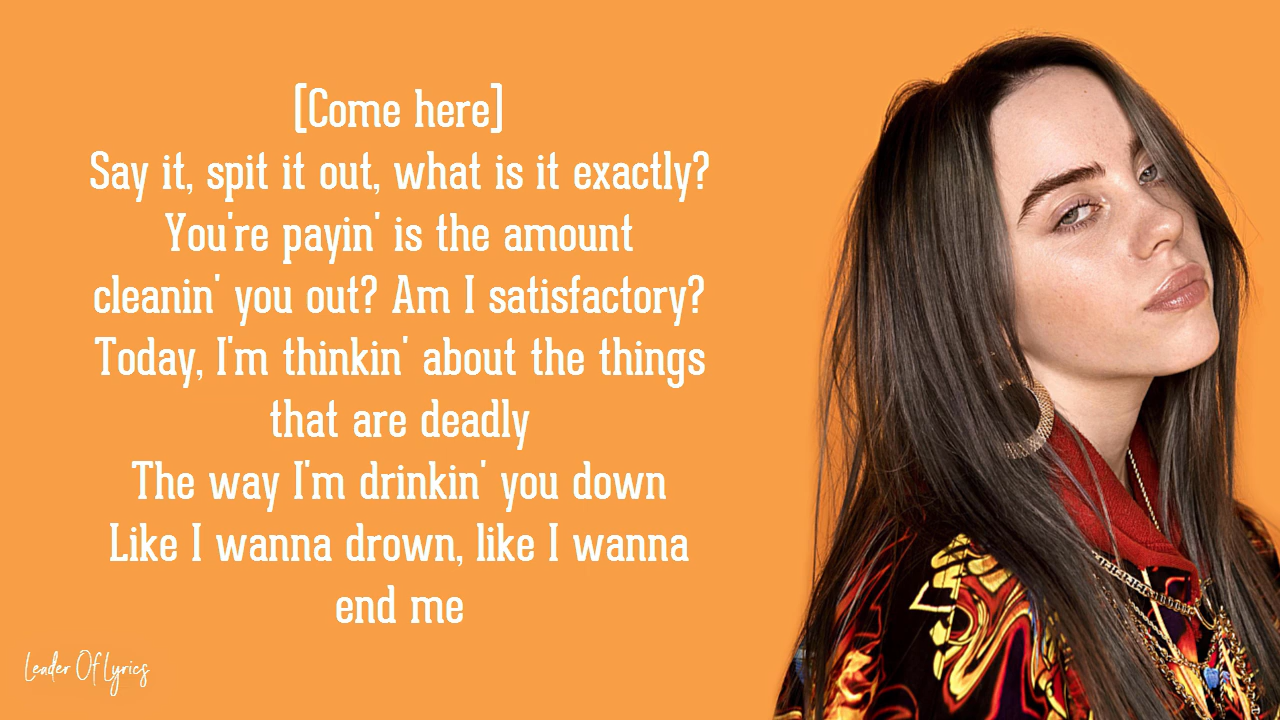 [Come here]
Say it, spit it out, what is it exactly?
You're payin' is the amount
cleanin' you out? Am I satisfactory?
Today, I'm thinkin' about the things
that are deadly
The way I'm drinkin' you down
Like I wanna drown, like I wanna
end me
Leader Of Lyrics